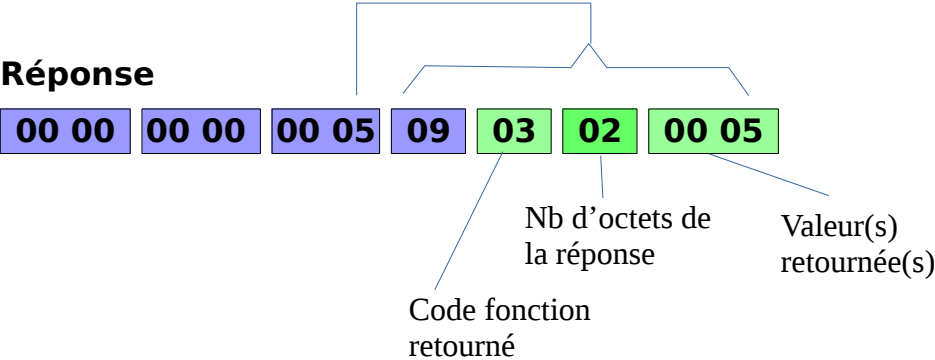 Réponse
00 00 00 00 00 05 09 03 02 00 05
Nb d’octets de
la réponse
Valeur(s)
retournée(s)
Code fonction
retourné